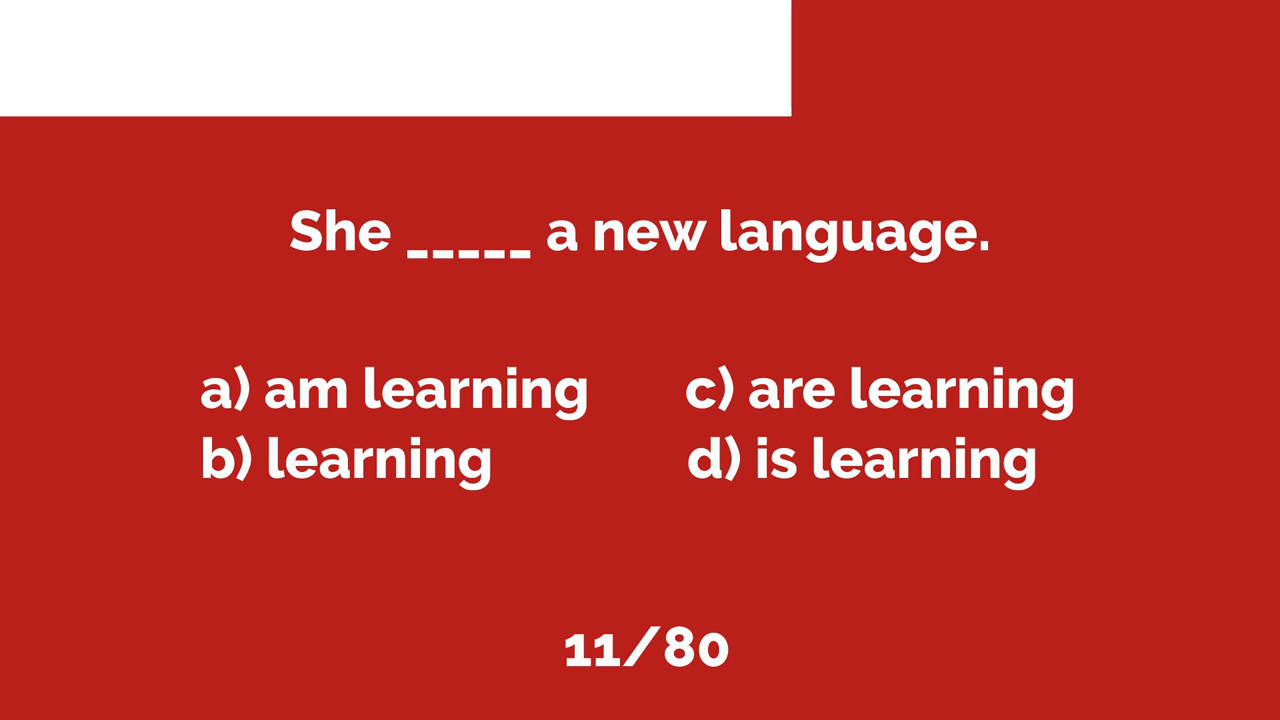 She _____ a new language.
a) am learning
b) learning
c) are learning
d) is learning
11/80